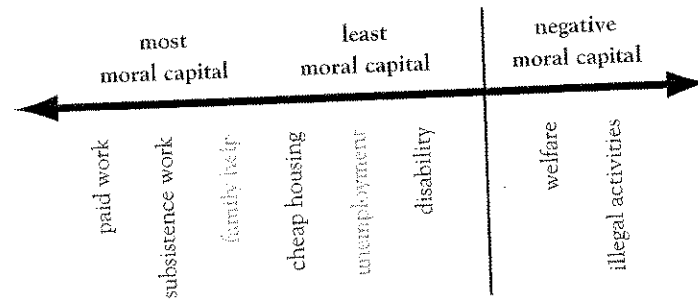 most
moral capital
least
moral capital
negative
moral capital
paid work
subsistence work
family help
cheap housing
unemployment
disability
welfare
illegal activities